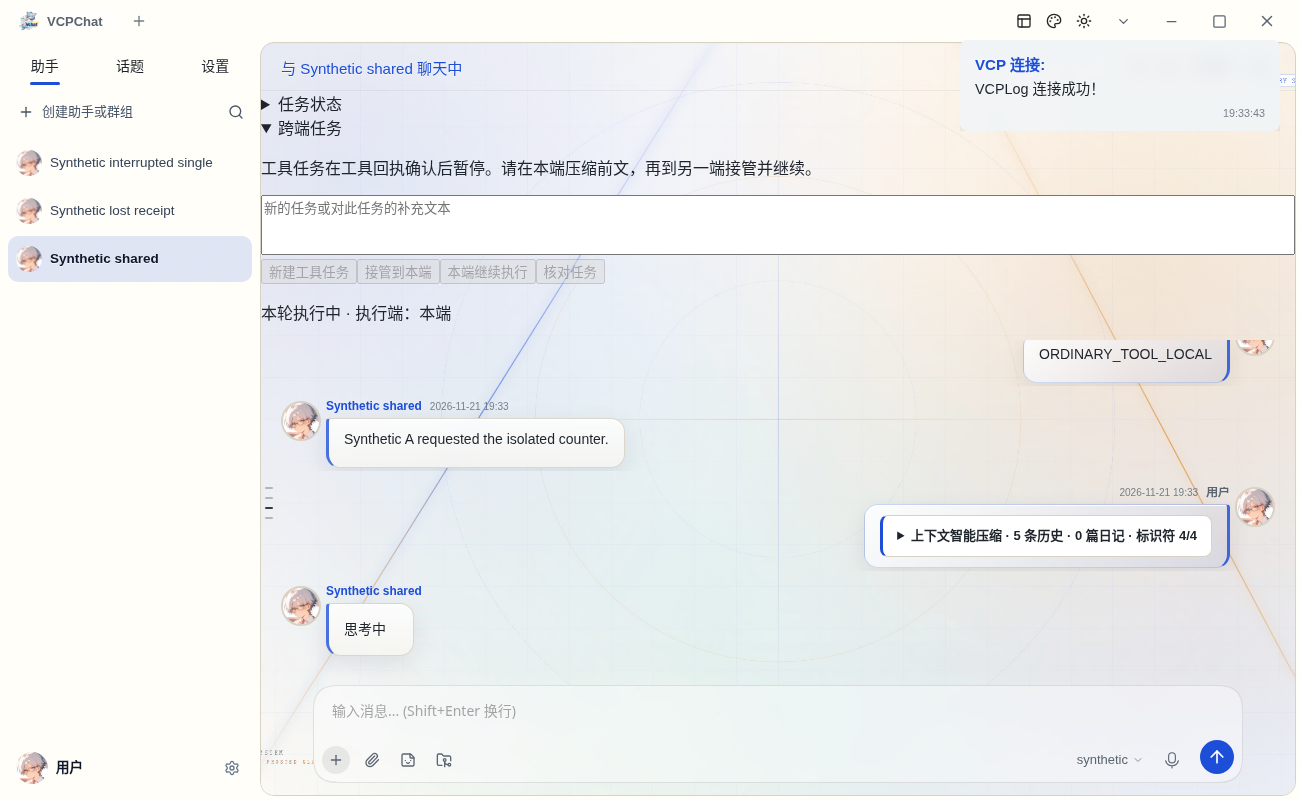 VCPChat
助手
话题
设置
创建助手或群组
Synthetic interrupted single
Synthetic lost receipt
Synthetic shared
用户
与 Synthetic shared 聊天中
VCP 连接:
VCPLog 连接成功!
19:33:43
任务状态
跨端任务
工具任务在工具回执确认后暂停。请在本端压缩前文，再到另一端接管并继续。
新的任务或对此任务的补充文本
新建工具任务 接管到本端 本端继续执行 核对任务
本轮执行中 · 执行端：本端
ORDINARY_TOOL_LOCAL
Synthetic shared 2026-11-21 19:33
Synthetic A requested the isolated counter.
2026-11-21 19:33 用户
上下文智能压缩 · 5 条历史 · 0 篇日记 · 标识符 4/4
Synthetic shared
思考中
输入消息... (Shift+Enter 换行)
synthetic